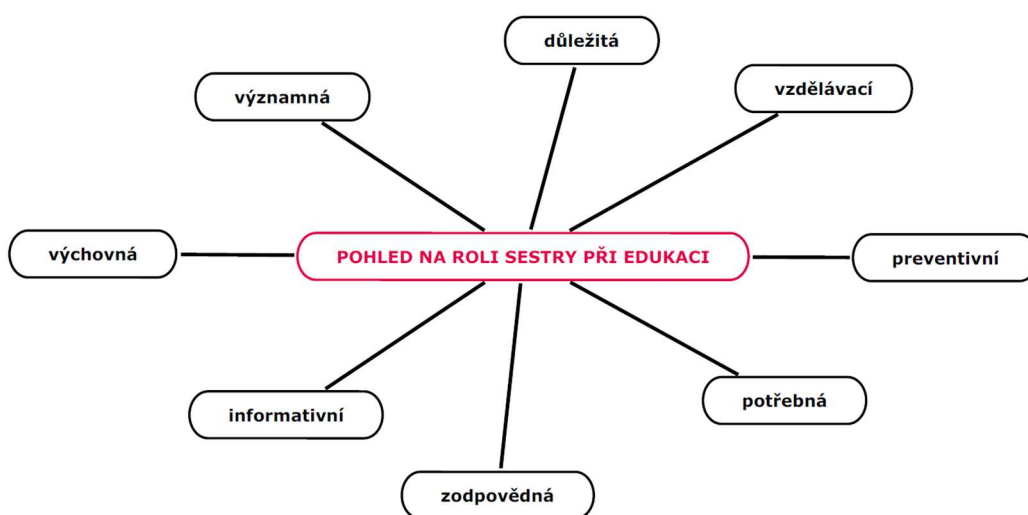 důležitá
významná
vzdělávací
výchovná
POHLED NA ROLI SESTRY PŘI EDUKACI
preventivní
informativní
potřebná
zodpovědná